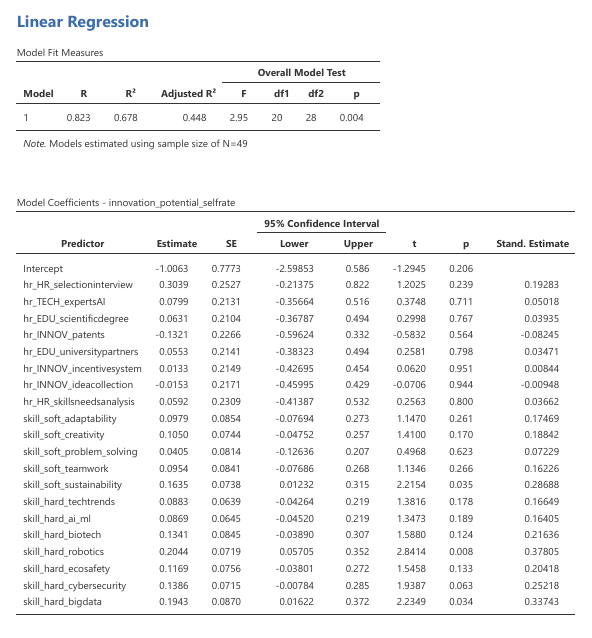 Linear Regression
Model Fit Measures
Overall Model Test
Model R R² Adjusted R² F df1 df2 p
1 0.823 0.678 0.448 2.95 20 28 0.004
Note. Models estimated using sample size of N=49
Model Coefficients - innovation_potential_selfrate
95% Confidence Interval
Predictor Estimate SE Lower Upper t p Stand. Estimate
Intercept -1.0063 0.7773 -2.59853 0.586 -1.2945 0.206
hr_HR_selectioninterview 0.3039 0.2527 -0.21375 0.822 1.2025 0.239 0.19283
hr_TECH_expertsAI 0.0799 0.2131 -0.35664 0.516 0.3748 0.711 0.05018
hr_EDU_scientificdegree 0.0631 0.2104 -0.36787 0.494 0.2998 0.767 0.03935
hr_INNOV_patents -0.1321 0.2266 -0.59624 0.332 -0.5832 0.564 -0.08245
hr_EDU_universitypartners 0.0553 0.2141 -0.38323 0.494 0.2581 0.798 0.03471
hr_INNOV_incentivesystem 0.0133 0.2149 -0.42695 0.454 0.0620 0.951 0.00844
hr_INNOV_ideacollection -0.0153 0.2171 -0.45995 0.429 -0.0706 0.944 -0.00948
hr_HR_skillsneedsanalysis 0.0592 0.2309 -0.41387 0.532 0.2563 0.800 0.03662
skill_soft_adaptability 0.0979 0.0854 -0.07694 0.273 1.1470 0.261 0.17469
skill_soft_creativity 0.1050 0.0744 -0.04752 0.257 1.4100 0.170 0.18842
skill_soft_problem_solving 0.0405 0.0814 -0.12636 0.207 0.4968 0.623 0.07229
skill_soft_teamwork 0.0954 0.0841 -0.07686 0.268 1.1346 0.266 0.16226
skill_soft_sustainability 0.1635 0.0738 0.01232 0.315 2.2154 0.035 0.28688
skill_hard_techtrends 0.0883 0.0639 -0.04264 0.219 1.3816 0.178 0.16649
skill_hard_ai_ml 0.0869 0.0645 -0.04520 0.219 1.3473 0.189 0.16405
skill_hard_biotech 0.1341 0.0845 -0.03890 0.307 1.5880 0.124 0.21636
skill_hard_robotics 0.2044 0.0719 0.05705 0.352 2.8414 0.008 0.37805
skill_hard_ecosafety 0.1169 0.0756 -0.03801 0.272 1.5458 0.133 0.20418
skill_hard_cybersecurity 0.1386 0.0715 -0.00784 0.285 1.9387 0.063 0.25218
skill_hard_bigdata 0.1943 0.0870 0.01622 0.372 2.2349 0.034 0.33743